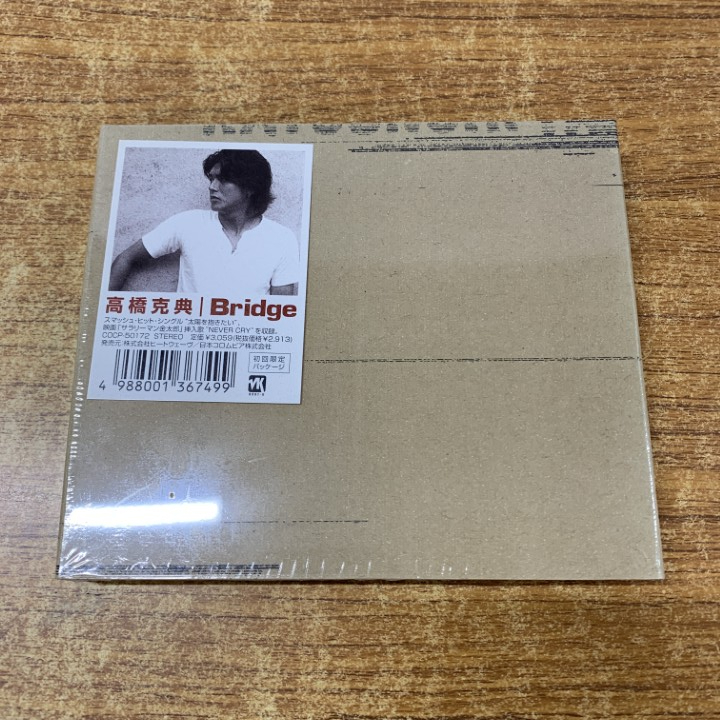 高橋克典 | Bridge
スマッシュ・ヒット・シングル"太陽を抱きたい"、
映画「サラリーマン金太郎」挿入歌"NEVER CRY"を収録。
COCP-50172 STEREO 定価¥3,059(税抜価格¥2,913)
発売元/株式会社ビートウェーヴ/日本コロムビア株式会社
初回限定
パッケージ
4 988001 367499